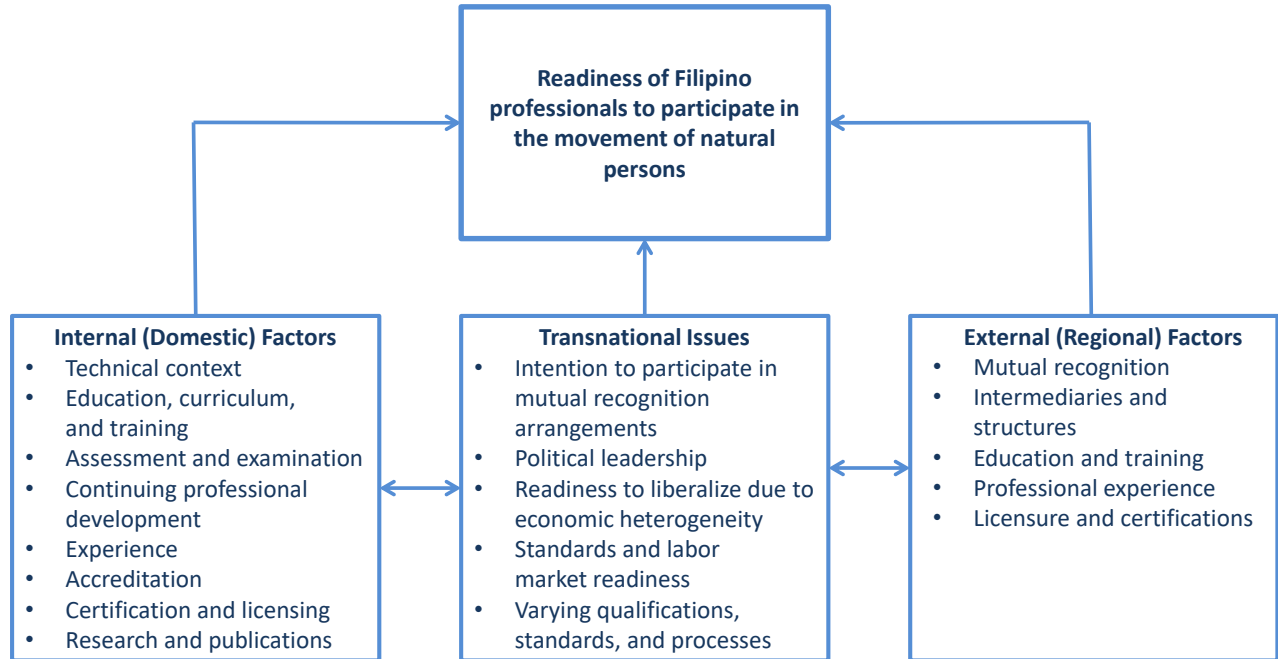 Readiness of Filipino
professionals to participate in
the movement of natural
persons
Internal (Domestic) Factors
• Technical context
• Education, curriculum,
and training
• Assessment and examination
• Continuing professional
development
• Experience
• Accreditation
• Certification and licensing
• Research and publications
Transnational Issues
• Intention to participate in
mutual recognition
arrangements
• Political leadership
• Readiness to liberalize due to
economic heterogeneity
• Standards and labor
market readiness
• Varying qualifications,
standards, and processes
External (Regional) Factors
• Mutual recognition
• Intermediaries and
structures
• Education and training
• Professional experience
• Licensure and certifications